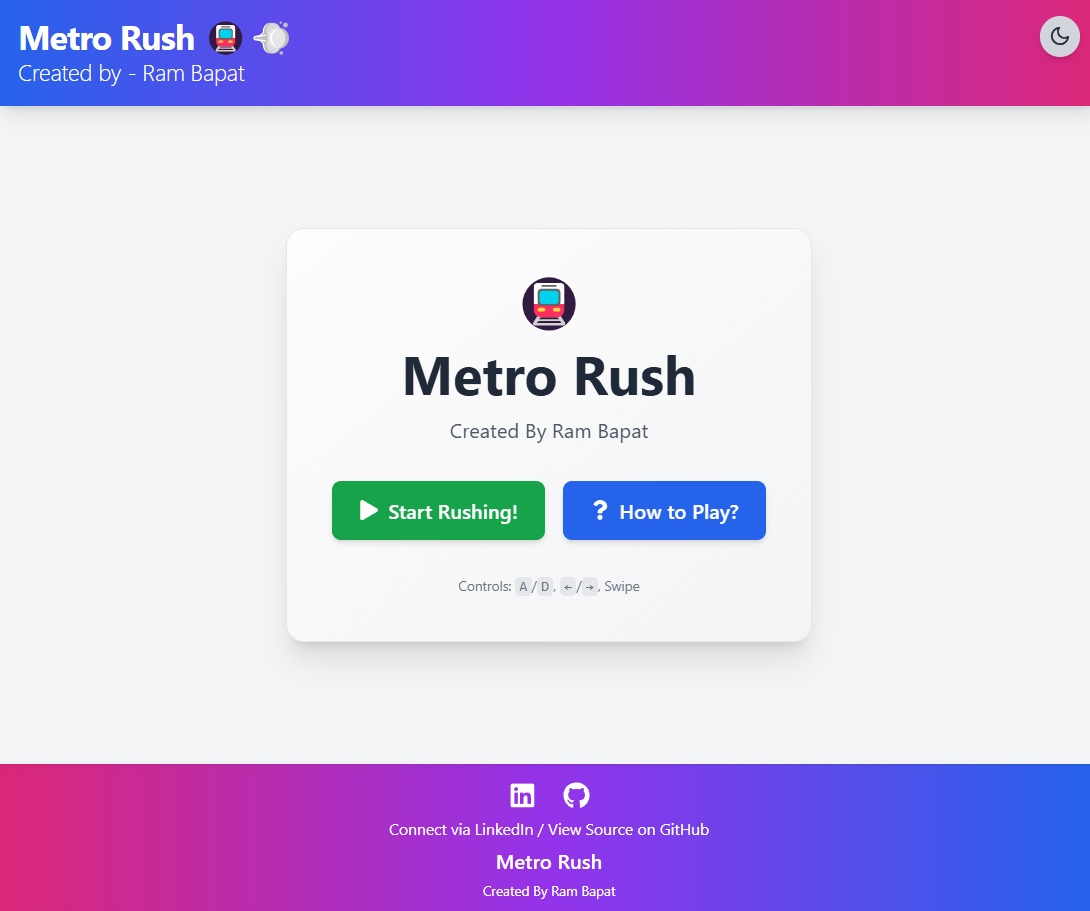 Metro Rush
Created by - Ram Bapat
Metro Rush
Created By Ram Bapat
Start Rushing!
? How to Play?
Controls: A/D, ←/→, Swipe
in
Connect via LinkedIn / View Source on GitHub
Metro Rush
Created By Ram Bapat